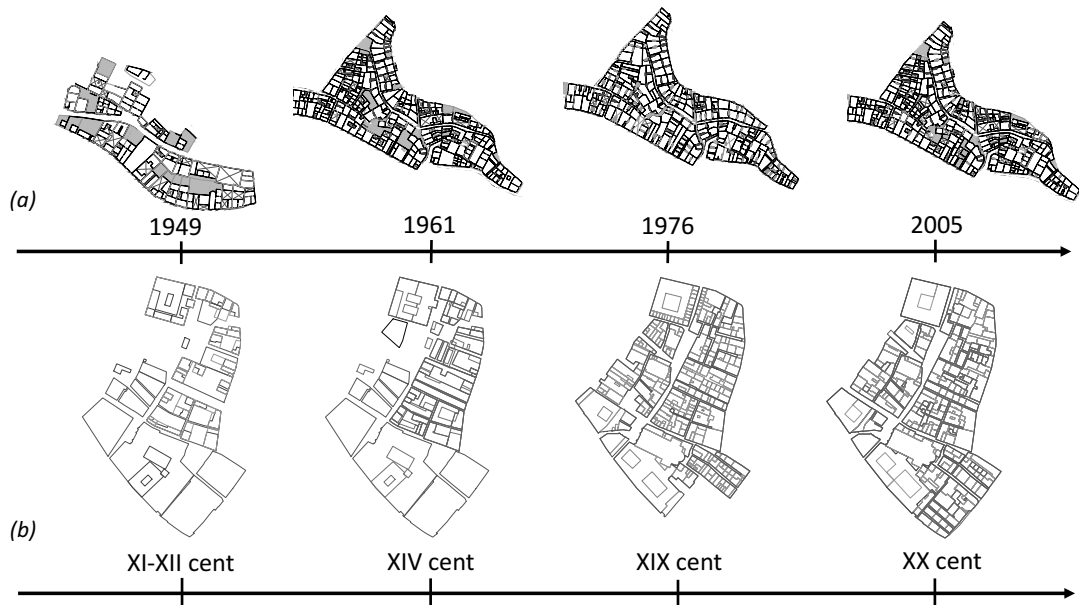 (a)
1949 1961 1976 2005
(b)
XI-XII cent XIV cent XIX cent XX cent